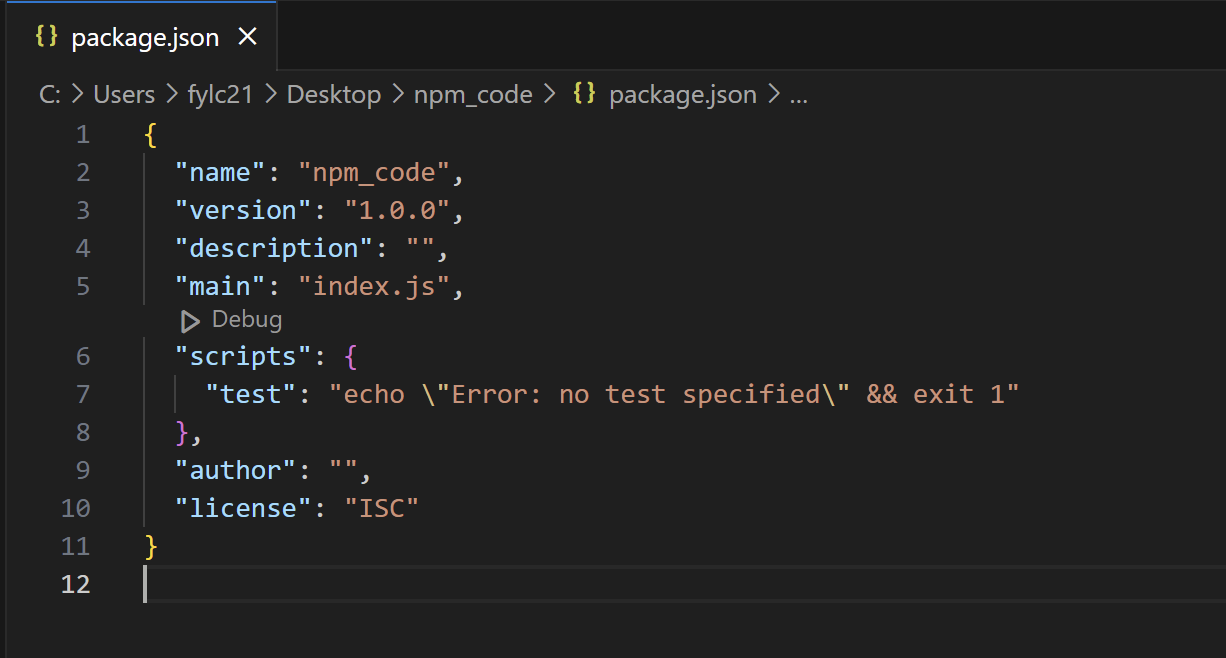 {} package.json ×
C: > Users > fylc21 > Desktop > npm_code > {} package.json > ...
1 {
2 "name": "npm_code",
3 "version": "1.0.0",
4 "description": "",
5 "main": "index.js",
Debug
6 "scripts": {
7 "test": "echo \"Error: no test specified\" && exit 1"
8 },
9 "author": "",
10 "license": "ISC"
11 }
12